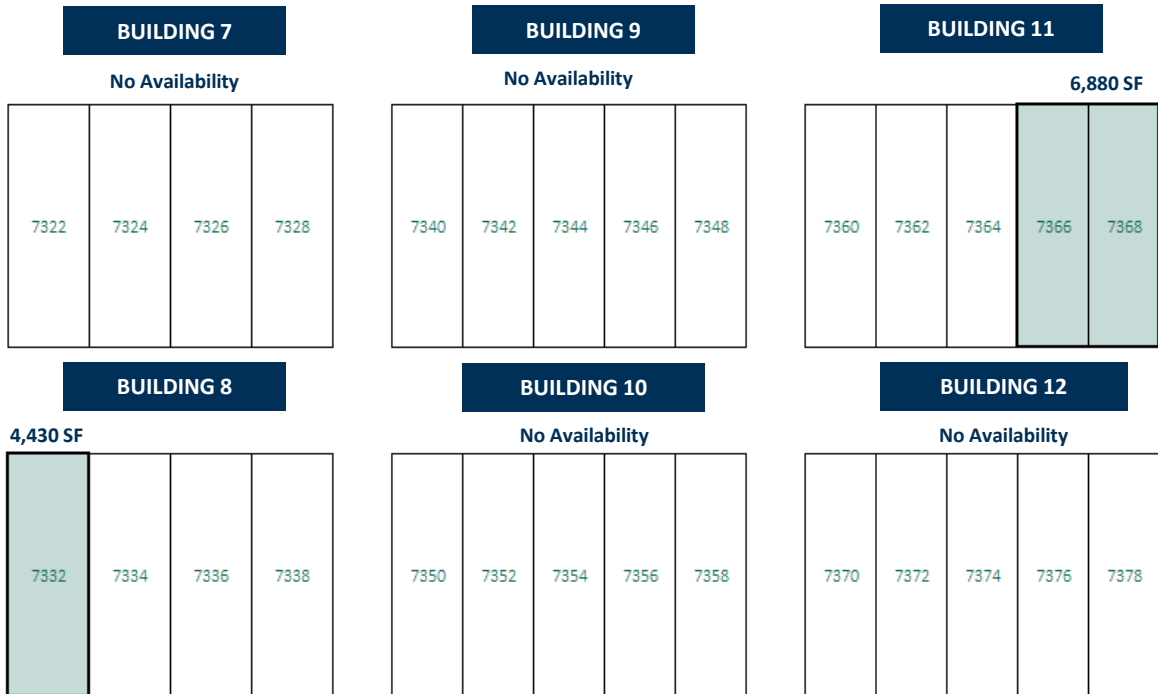 BUILDING 7
No Availability
7322 7324 7326 7328
BUILDING 9
No Availability
7340 7342 7344 7346 7348
BUILDING 11
6,880 SF
7360 7362 7364 7366 7368
BUILDING 8
4,430 SF
7332 7334 7336 7338
BUILDING 10
No Availability
7350 7352 7354 7356 7358
BUILDING 12
No Availability
7370 7372 7374 7376 7378